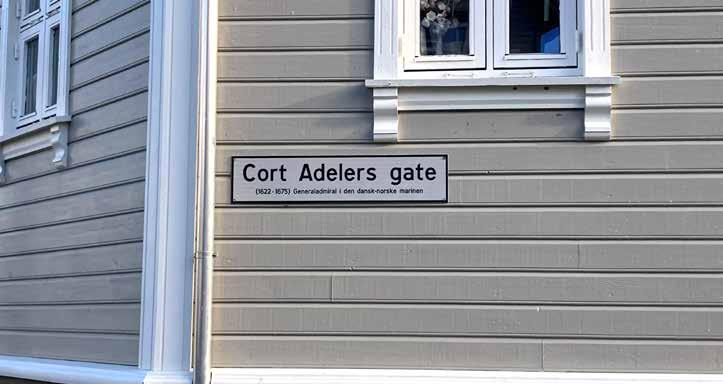 Cort Adelers gate
(1622-1675) Generaladmiral i den dansk-norske marinen